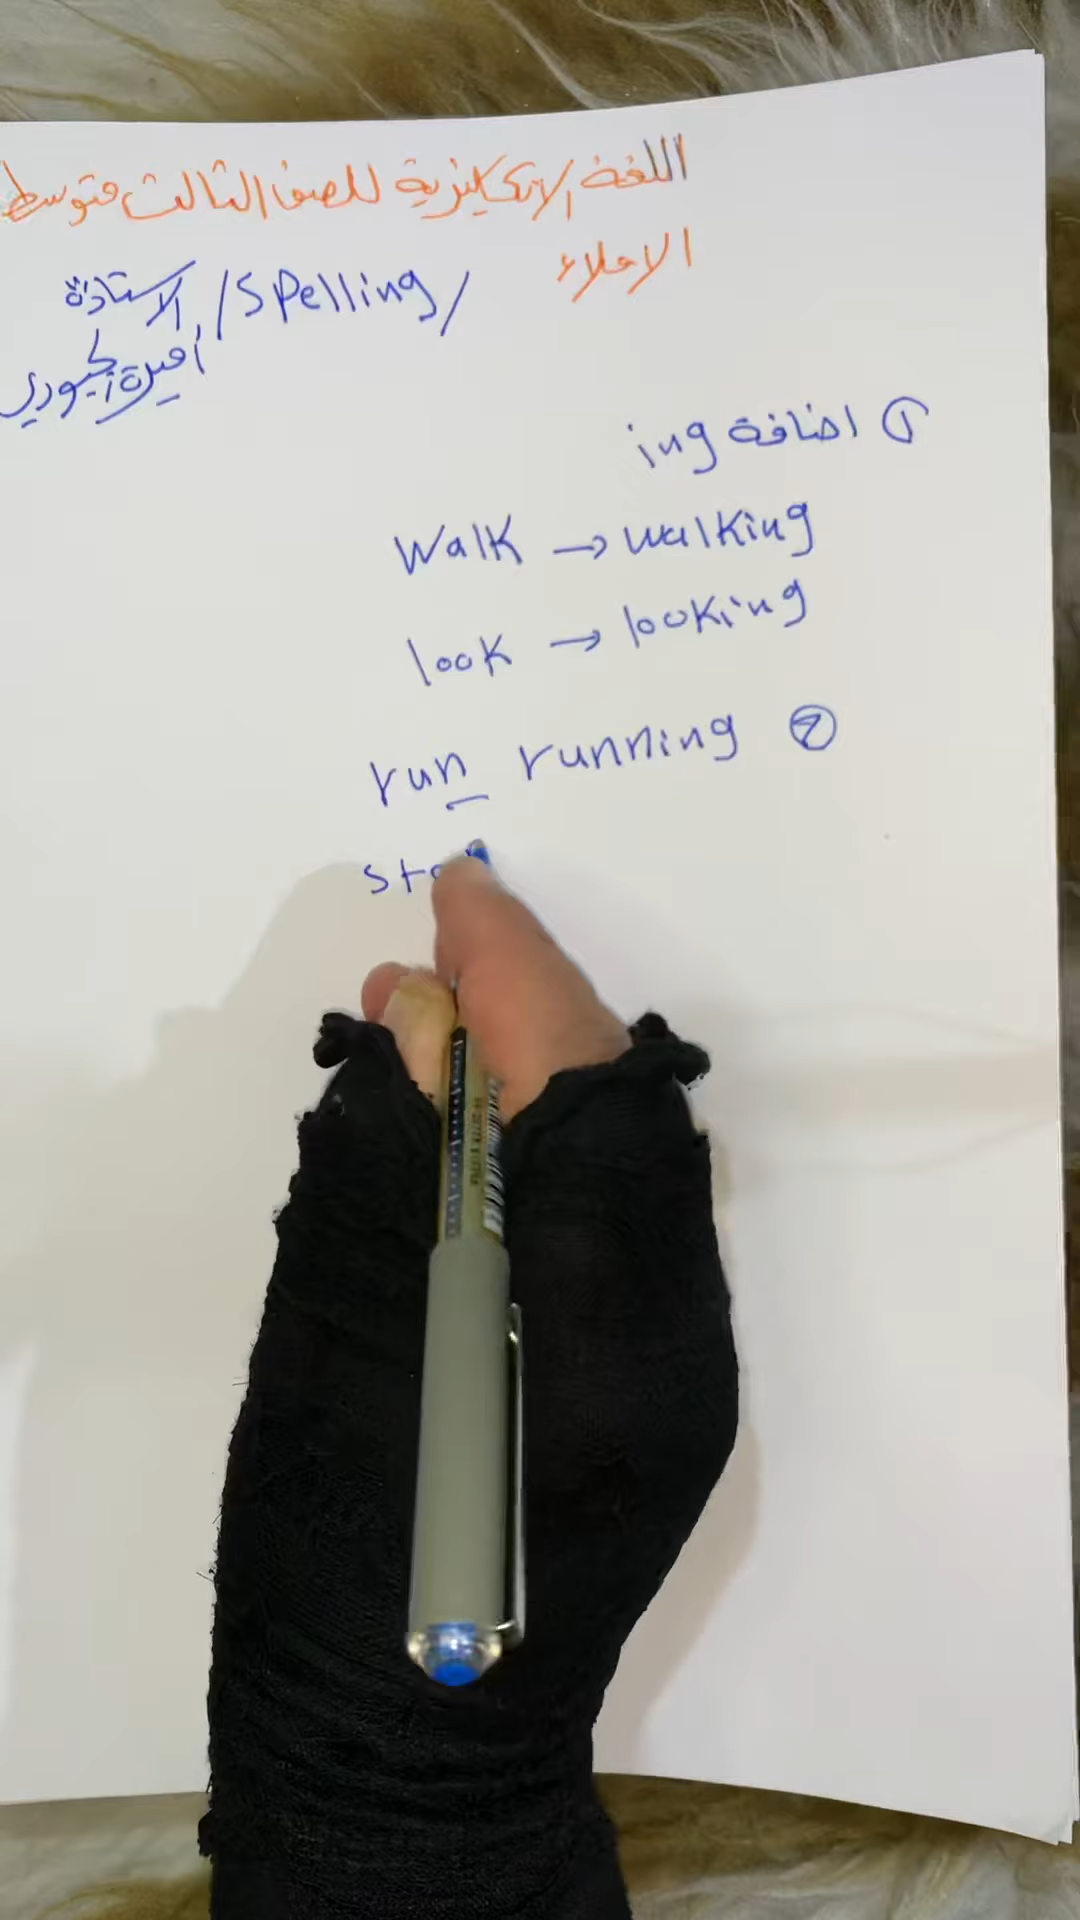 اللغة الانكليزية للصف الثالث متوسط
الاملاء
/Spelling/ الاستاذة
أميرة الجبوري
① اضافة ing
Walk → walking
look → looking
run running ②